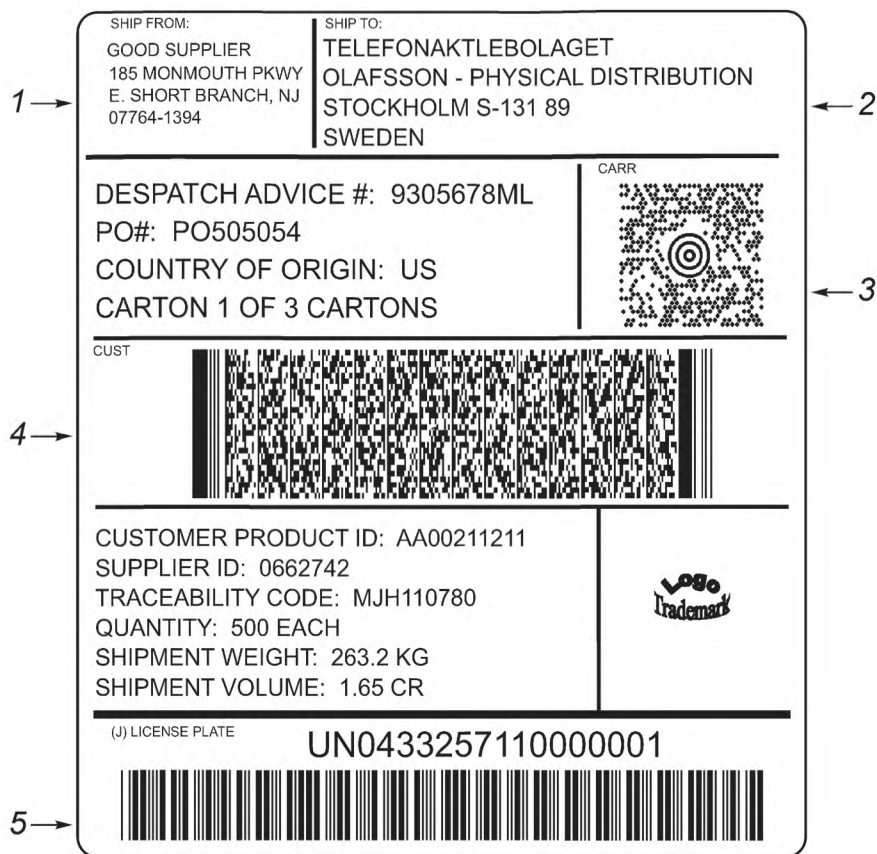 SHIP FROM:
GOOD SUPPLIER
185 MONMOUTH PKWY
E. SHORT BRANCH, NJ
07764-1394
SHIP TO:
TELEFONAKTLEBOLAGET
OLAFSSON - PHYSICAL DISTRIBUTION
STOCKHOLM S-131 89
SWEDEN
1
2
DESPATCH ADVICE #: 9305678ML
PO#: PO505054
COUNTRY OF ORIGIN: US
CARTON 1 OF 3 CARTONS
CARR
3
CUST
4
CUSTOMER PRODUCT ID: AA00211211
SUPPLIER ID: 0662742
TRACEABILITY CODE: MJH110780
QUANTITY: 500 EACH
SHIPMENT WEIGHT: 263.2 KG
SHIPMENT VOLUME: 1.65 CR
Logo
Trademark
(J) LICENSE PLATE
UN0433257110000001
5